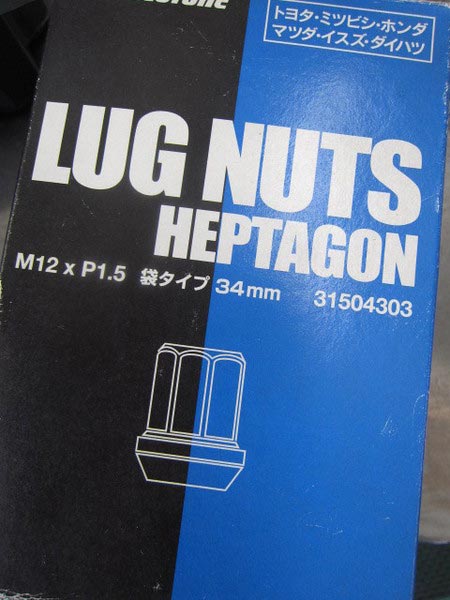 トヨタ・ミツビシ・ホンダ
マツダ・イスズ・ダイハツ
LUG NUTS
HEPTAGON
M12 x P1.5 袋タイプ 34mm 31504303